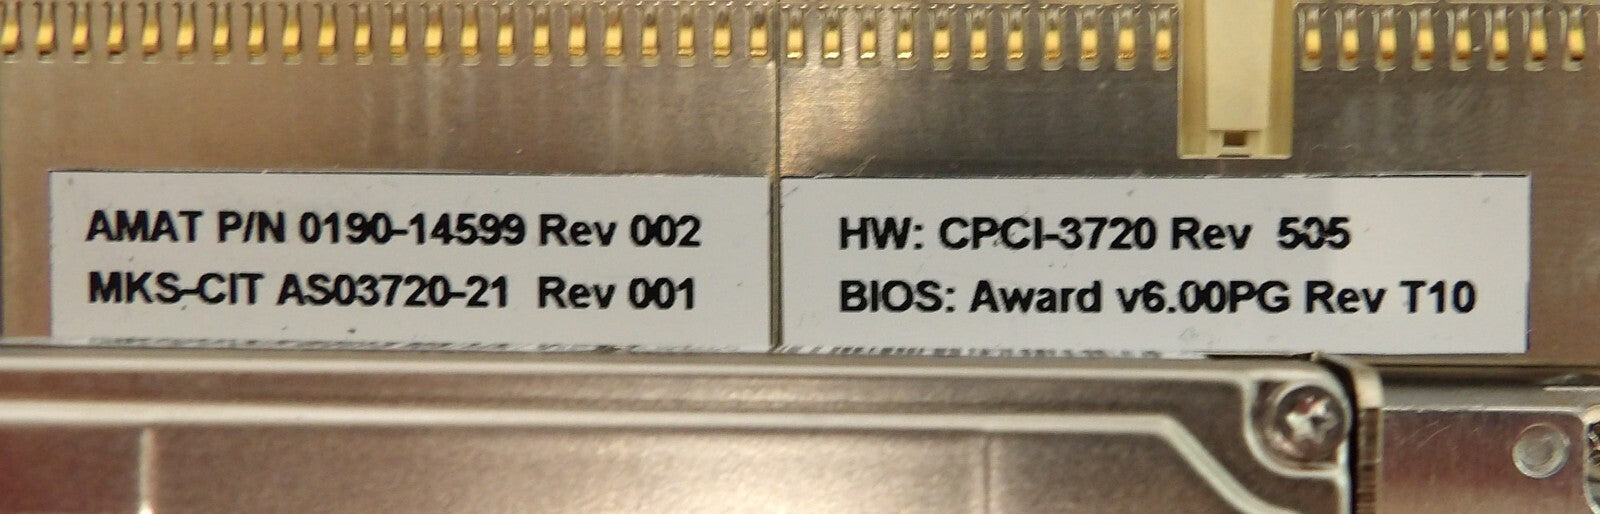 AMAT P/N 0190-14599 Rev 002
MKS-CIT AS03720-21 Rev 001
HW: CPCI-3720 Rev 505
BIOS: Award v6.00PG Rev T10